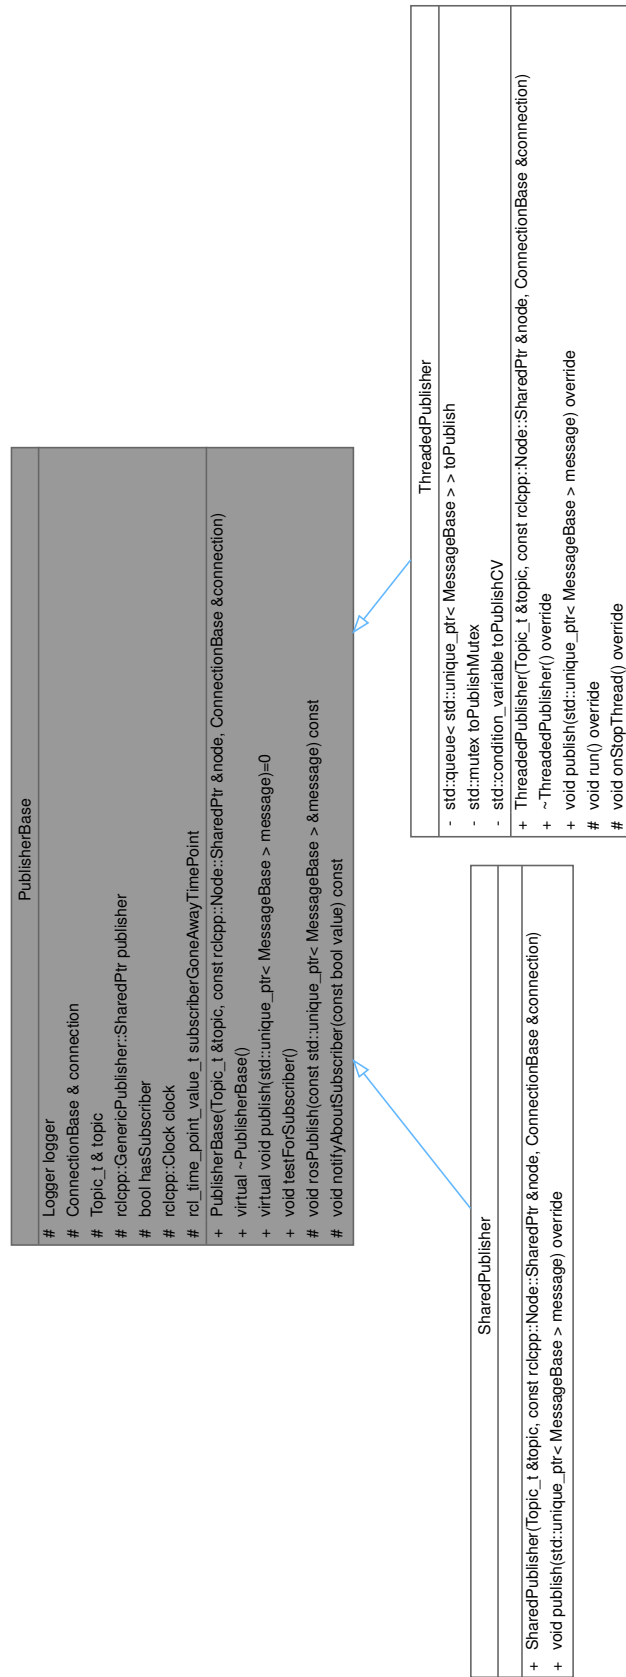 PublisherBase
# Logger logger
# ConnectionBase & connection
# Topic_t & topic
# rclcpp::GenericPublisher::SharedPtr publisher
# bool hasSubscriber
# rclcpp::Clock clock
# rcl_time_point_value_t subscriberGoneAwayTimePoint
+ PublisherBase(Topic_t &topic, const rclcpp::Node::SharedPtr &node, ConnectionBase &connection)
+ virtual ~PublisherBase()
+ virtual void publish(std::unique_ptr< MessageBase > message)=0
+ void testForSubscriber()
# void rosPublish(const std::unique_ptr< MessageBase > &message) const
# void notifyAboutSubscriber(const bool value) const
SharedPublisher
+ SharedPublisher(Topic_t &topic, const rclcpp::Node::SharedPtr &node, ConnectionBase &connection)
+ void publish(std::unique_ptr< MessageBase > message) override
ThreadedPublisher
- std::queue< std::unique_ptr< MessageBase > > toPublish
- std::mutex toPublishMutex
- std::condition_variable toPublishCV
+ ThreadedPublisher(Topic_t &topic, const rclcpp::Node::SharedPtr &node, ConnectionBase &connection)
+ ~ThreadedPublisher() override
+ void publish(std::unique_ptr< MessageBase > message) override
# void run() override
# void onStopThread() override